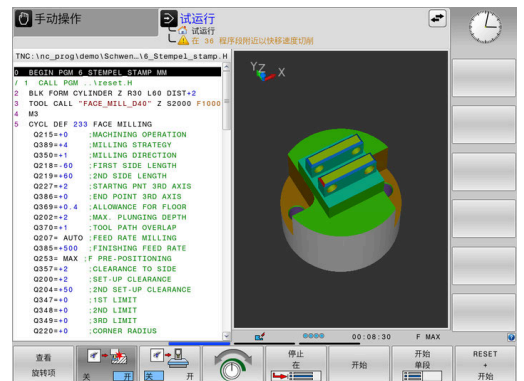 手动操作
试运行
试运行
在 36 程序段附近以快移速度切削
TNC:\nc_prog\demo\Schwen…\6_Stempel_stamp.H
0 BEGIN PGM 6_STEMPEL_STAMP MM
/ 1 CALL PGM ..\reset.H
2 BLK FORM CYLINDER Z R30 L60 DIST+2
3 TOOL CALL "FACE_MILL_D40" Z S2000 F1000
4 M3
5 CYCL DEF 233 FACE MILLING
Q215=+0 ;MACHINING OPERATION
Q389=+4 ;MILLING STRATEGY
Q350=+1 ;MILLING DIRECTION
Q218=-60 ;FIRST SIDE LENGTH
Q219=+60 ;2ND SIDE LENGTH
Q227=+2 ;STARTNG PNT 3RD AXIS
Q386=+0 ;END POINT 3RD AXIS
Q369=+0.4 ;ALLOWANCE FOR FLOOR
Q202=+2 ;MAX. PLUNGING DEPTH
Q370=+1 ;TOOL PATH OVERLAP
Q207= AUTO ;FEED RATE MILLING
Q385=+500 ;FINISHING FEED RATE
Q253= MAX ;F PRE-POSITIONING
Q357=+2 ;CLEARANCE TO SIDE
Q200=+2 ;SET-UP CLEARANCE
Q204=+50 ;2ND SET-UP CLEARANCE
Q347=+0 ;1ST LIMIT
Q348=+0 ;2ND LIMIT
Q349=+0 ;3RD LIMIT
Q220=+0 ;CORNER RADIUS
Y Z X
00:08:30 F MAX
查看
旋转项
关 开
关 开
停止
在
开始
开始
单段
RESET
+
开始